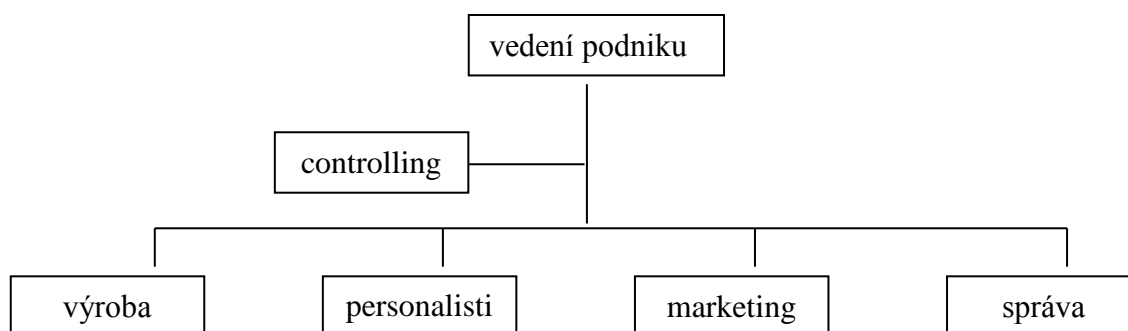 vedení podniku
controlling
výroba
personalisti
marketing
správa